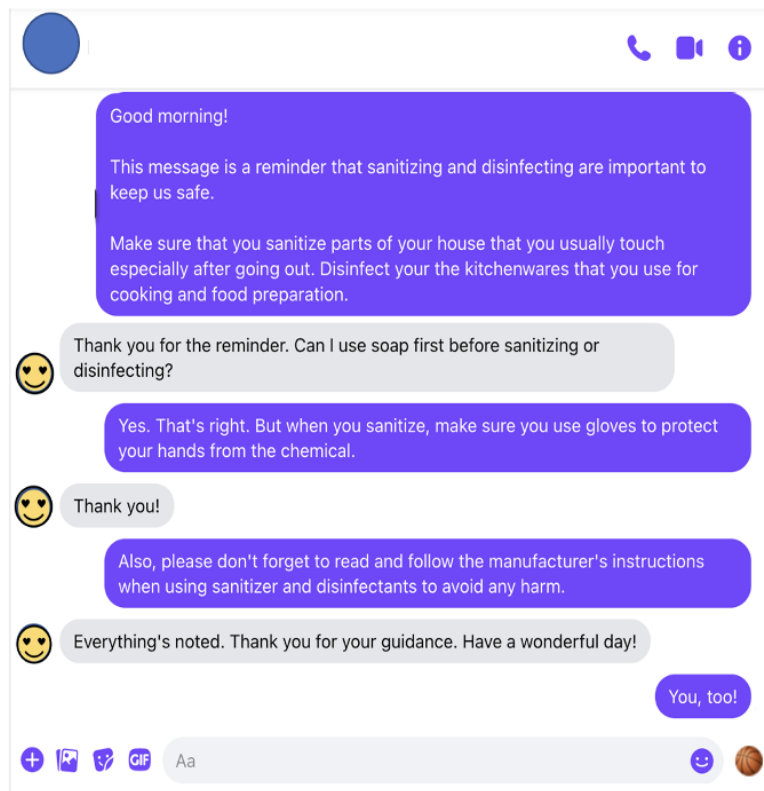 Good morning!
This message is a reminder that sanitizing and disinfecting are important to
keep us safe.
Make sure that you sanitize parts of your house that you usually touch
especially after going out. Disinfect your the kitchenwares that you use for
cooking and food preparation.
Thank you for the reminder. Can I use soap first before sanitizing or
disinfecting?
Yes. That's right. But when you sanitize, make sure you use gloves to protect
your hands from the chemical.
Thank you!
Also, please don't forget to read and follow the manufacturer's instructions
when using sanitizer and disinfectants to avoid any harm.
Everything's noted. Thank you for your guidance. Have a wonderful day!
You, too!
GIF
Aa